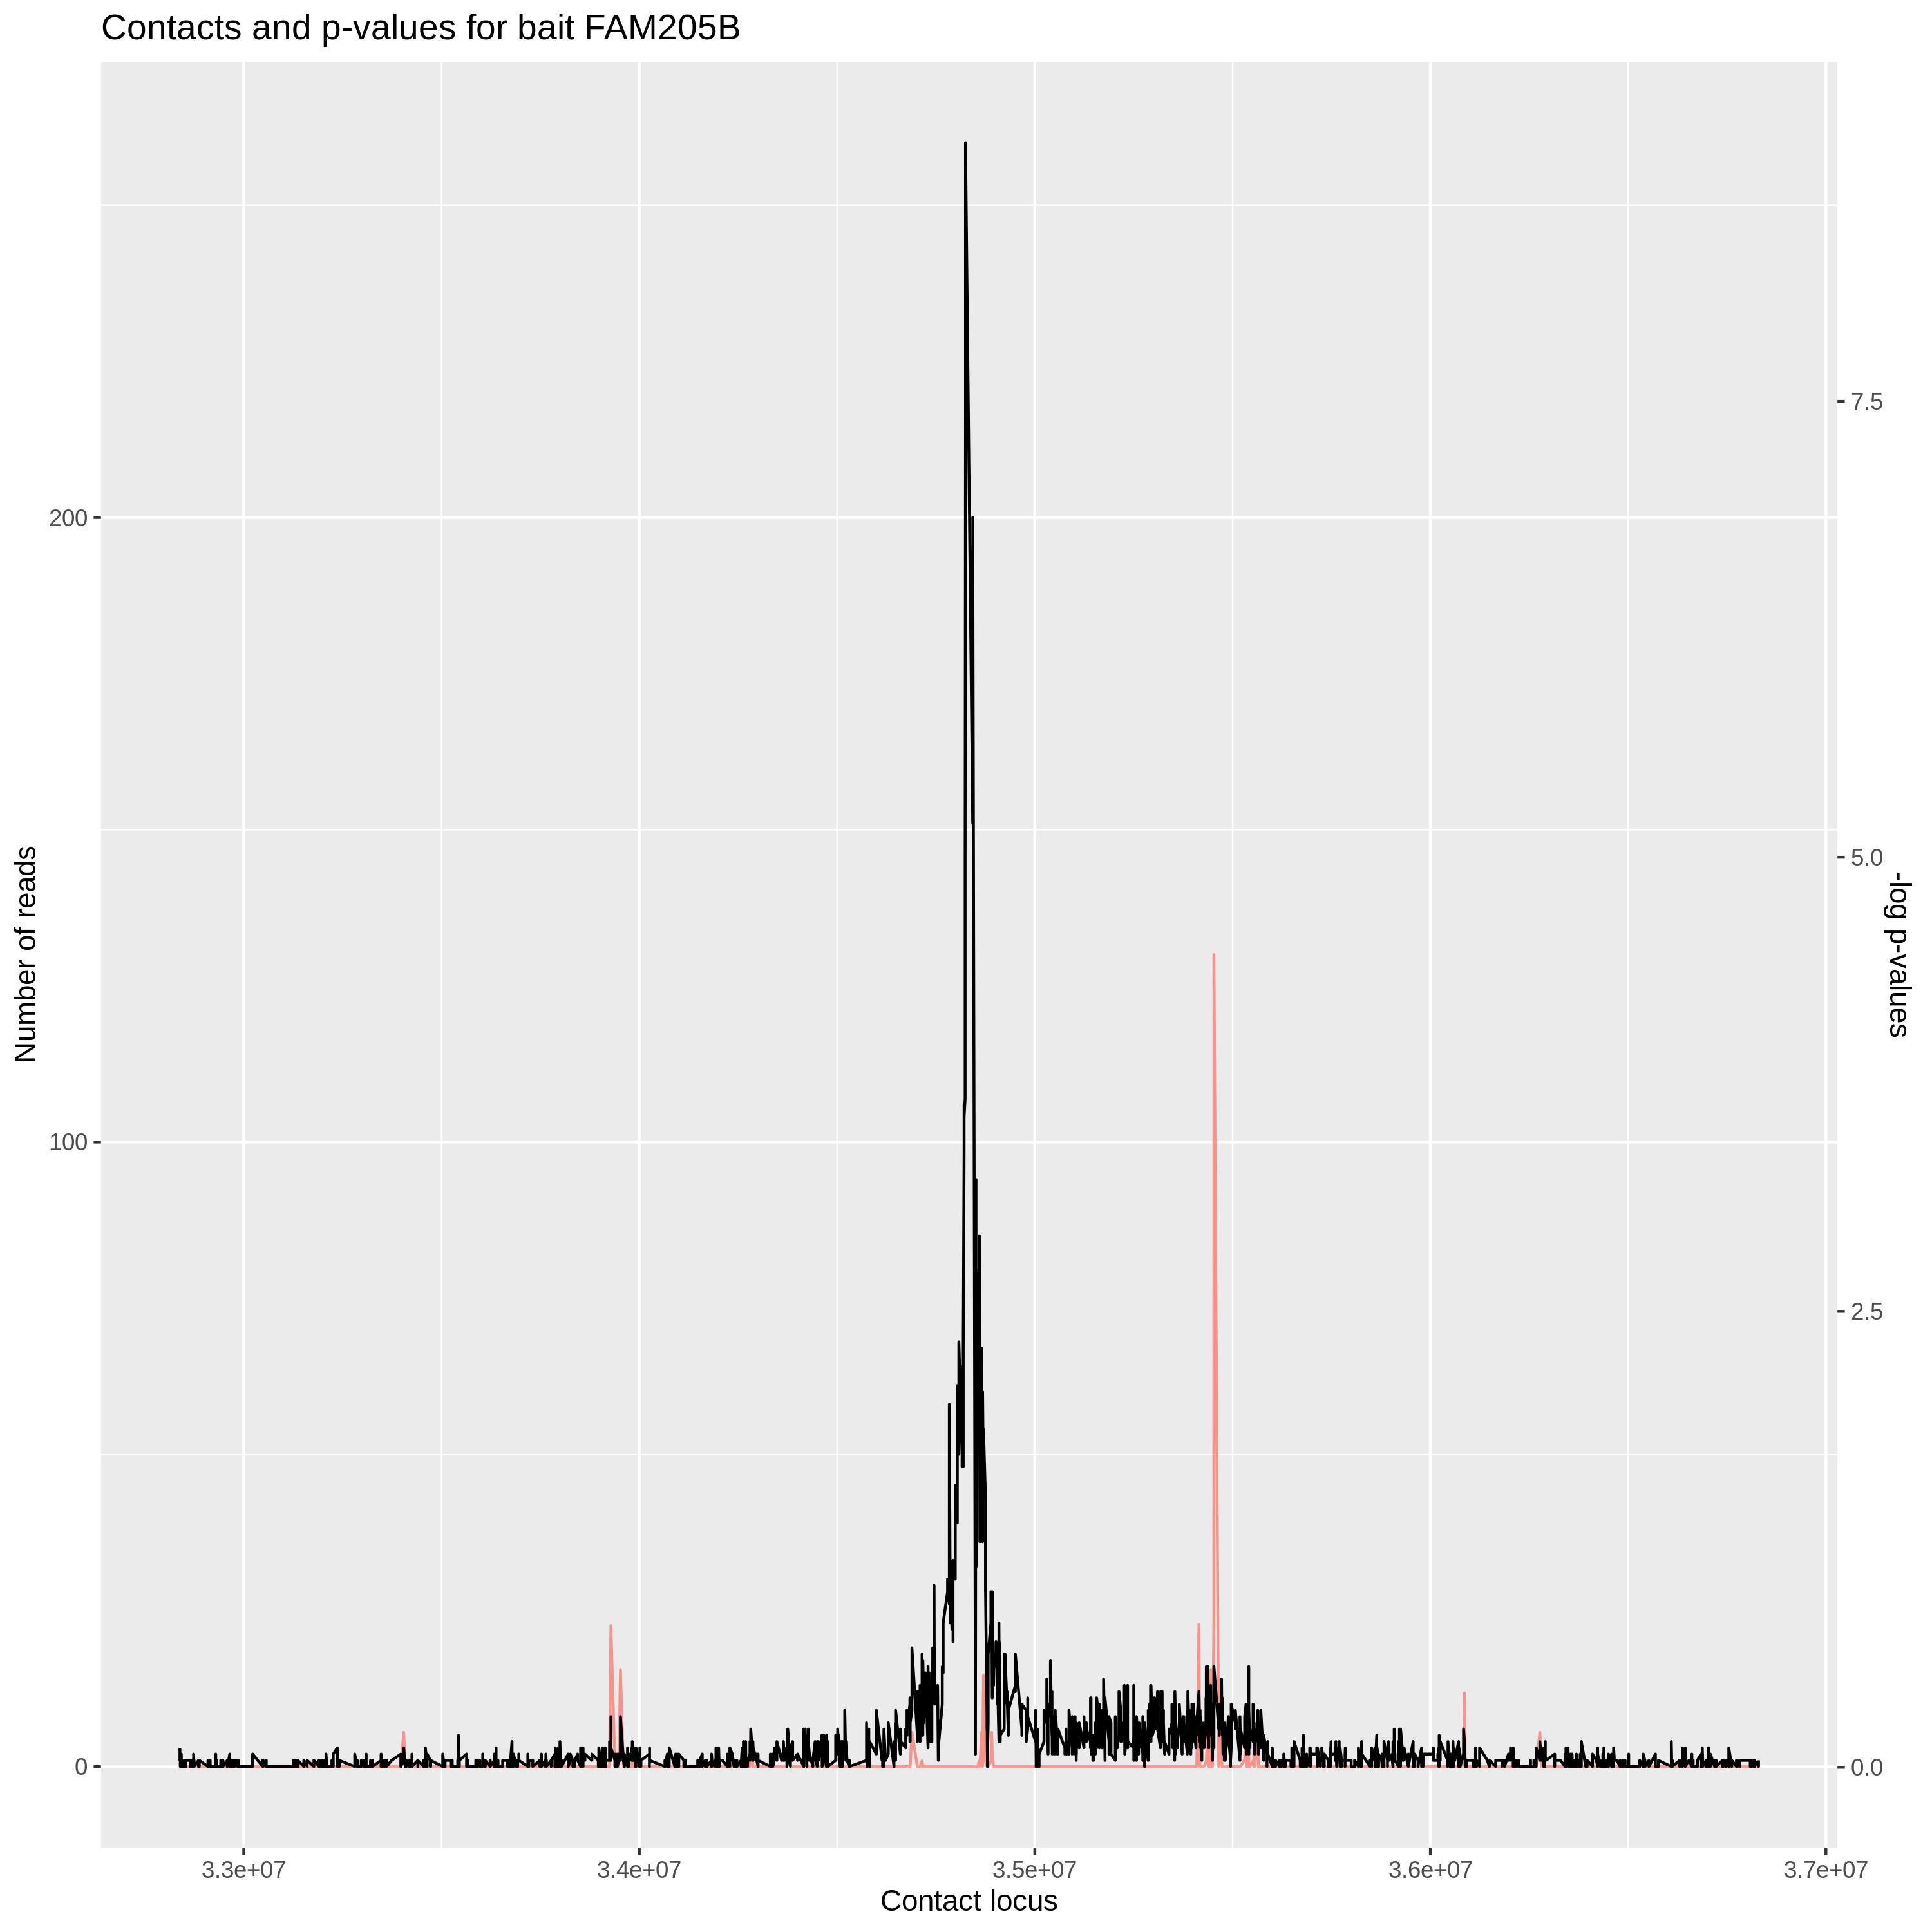 Contacts and p-values for bait FAM205B
Number of reads
200
100
0
7.5
5.0
2.5
0.0
-log p-values
3.3e+07 3.4e+07 3.5e+07 3.6e+07 3.7e+07
Contact locus